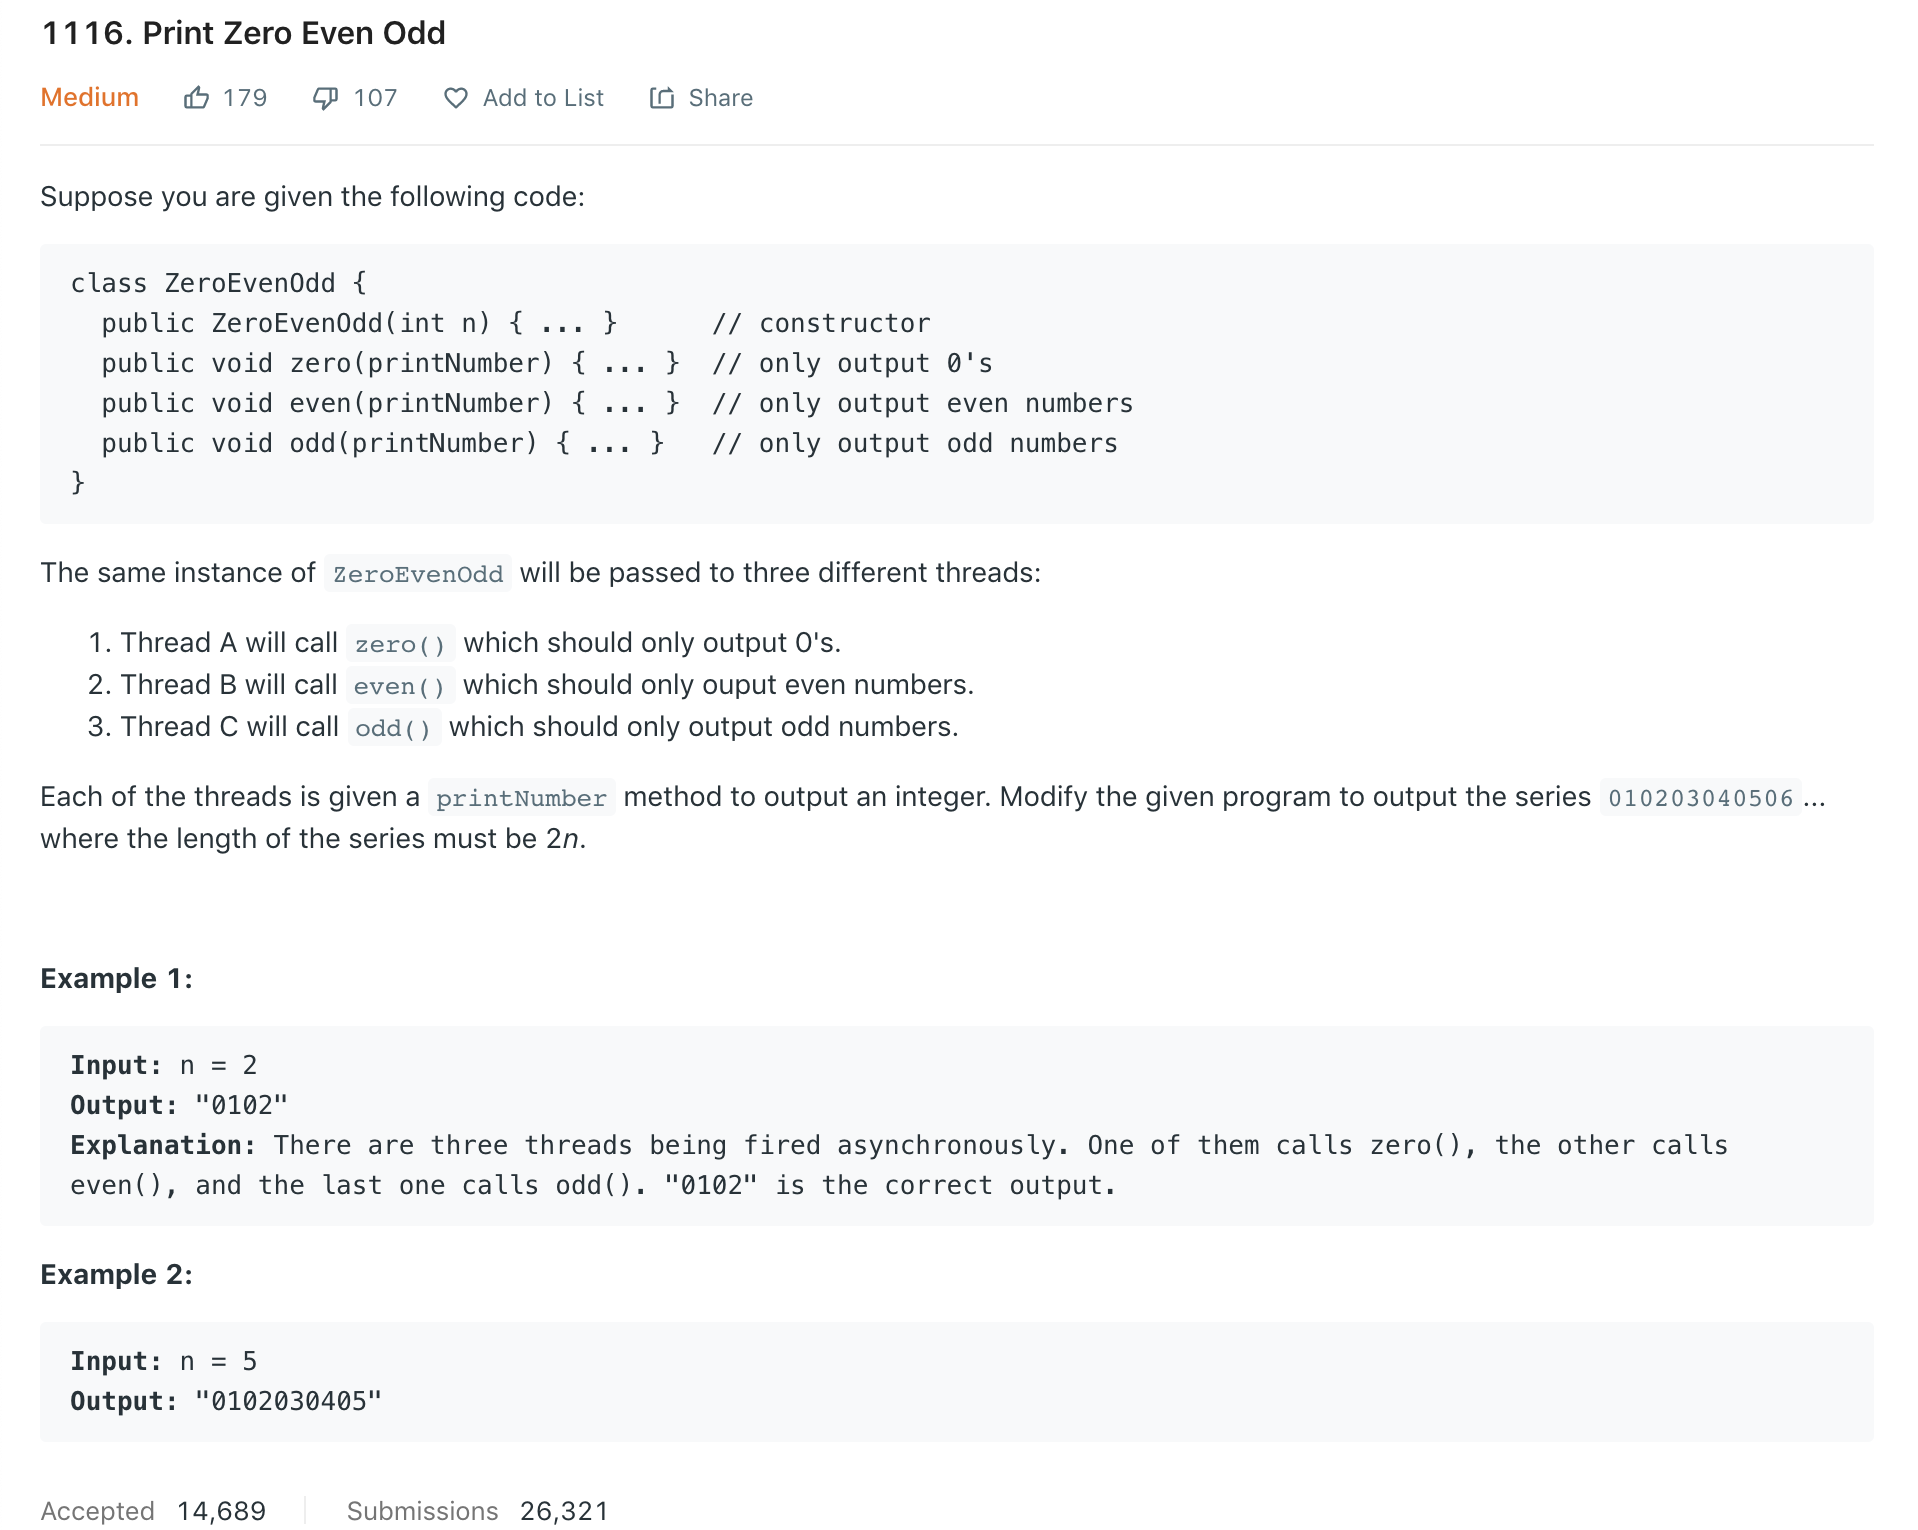 1116. Print Zero Even Odd
Medium 179 107 Add to List Share
Suppose you are given the following code:
class ZeroEvenOdd {
  public ZeroEvenOdd(int n) { ... }      // constructor
  public void zero(printNumber) { ... }  // only output 0's
  public void even(printNumber) { ... }  // only output even numbers
  public void odd(printNumber) { ... }   // only output odd numbers
}
The same instance of ZeroEvenOdd will be passed to three different threads:
1. Thread A will call zero() which should only output 0's.
2. Thread B will call even() which should only ouput even numbers.
3. Thread C will call odd() which should only output odd numbers.
Each of the threads is given a printNumber method to output an integer. Modify the given program to output the series 010203040506...
where the length of the series must be 2n.
Example 1:
Input: n = 2
Output: "0102"
Explanation: There are three threads being fired asynchronously. One of them calls zero(), the other calls
even(), and the last one calls odd(). "0102" is the correct output.
Example 2:
Input: n = 5
Output: "0102030405"
Accepted 14,689 Submissions 26,321